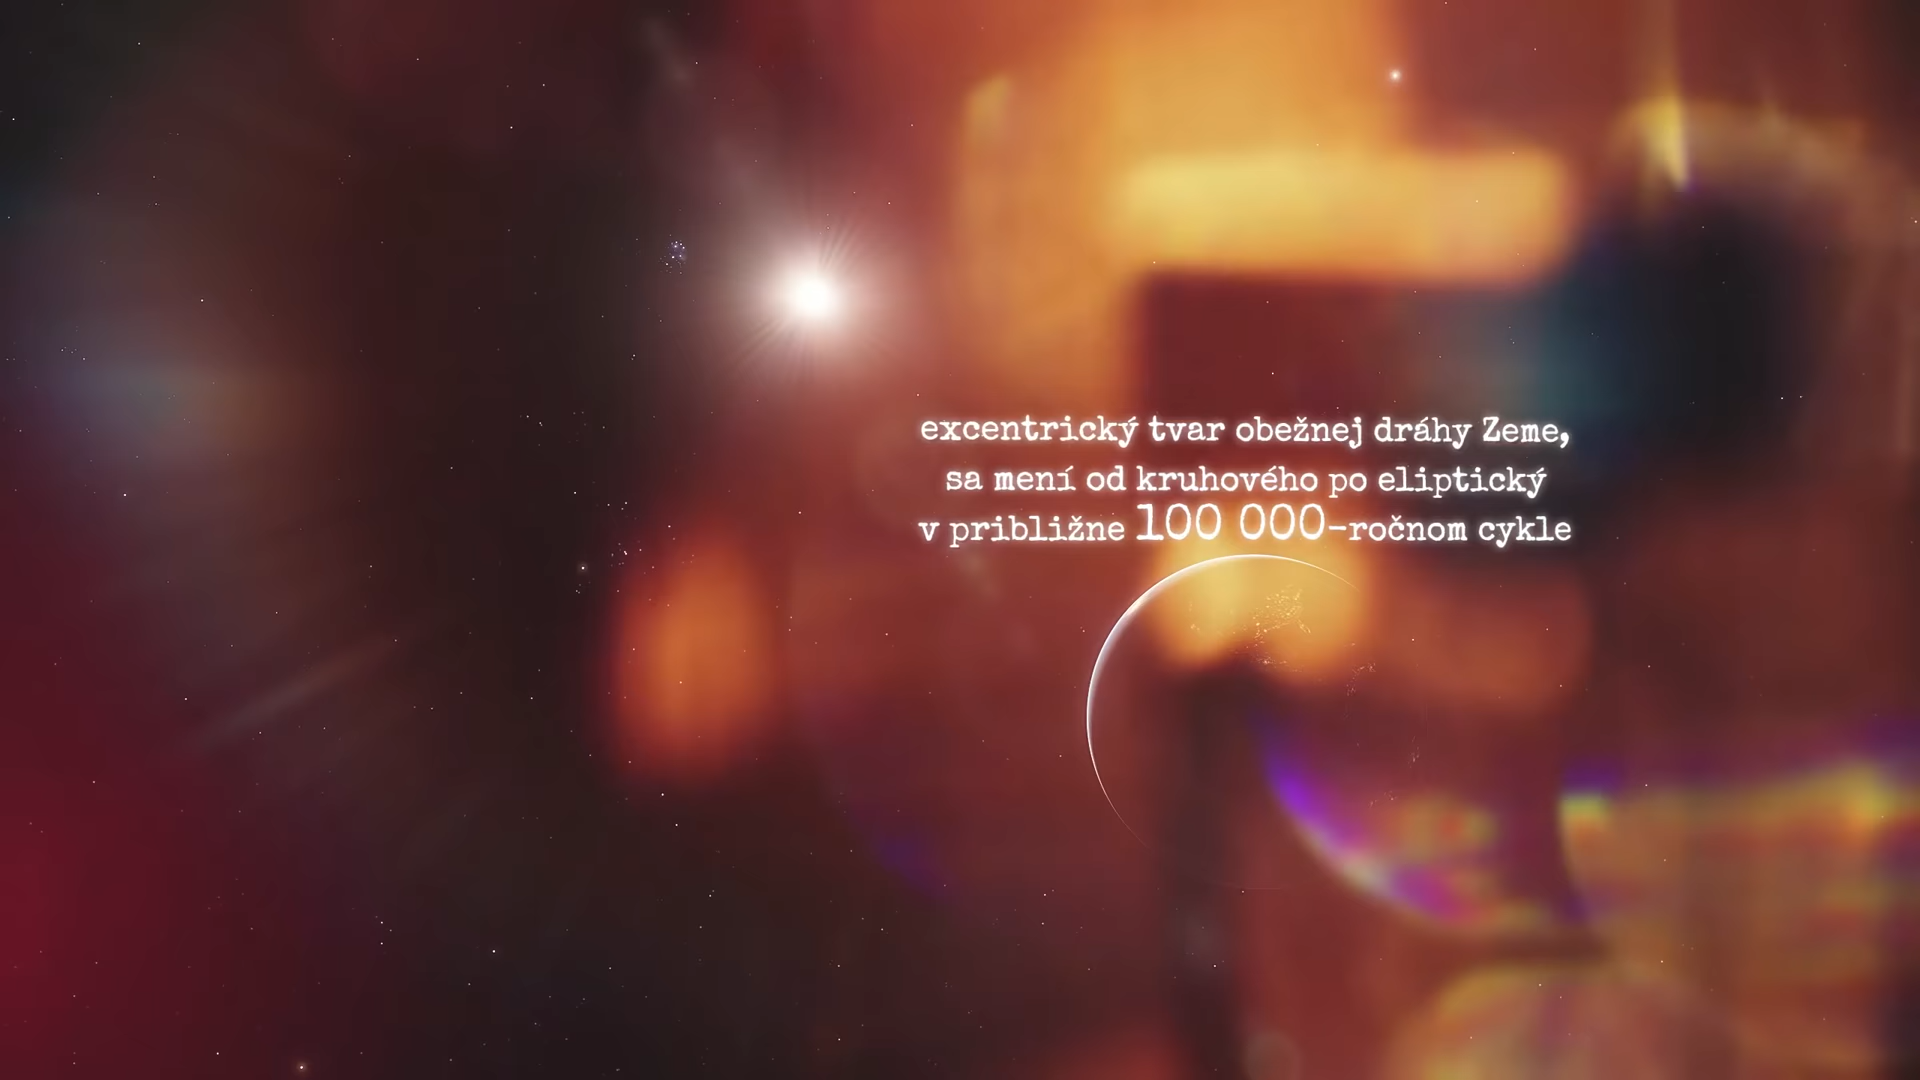 excentrický tvar obežnej dráhy Zeme,
sa mení od kruhového po eliptický
v približne 100 000-ročnom cykle